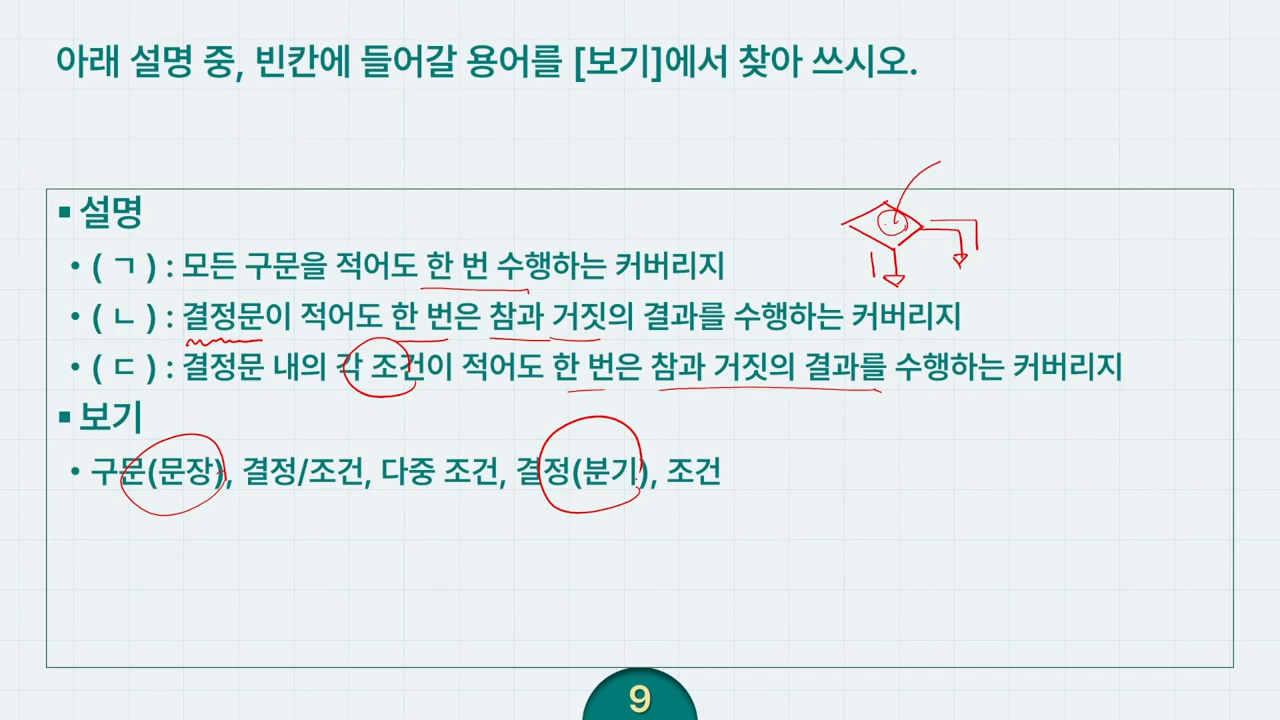 아래 설명 중, 빈칸에 들어갈 용어를 [보기]에서 찾아 쓰시오.
▪ 설명
• ( ㄱ ) : 모든 구문을 적어도 한 번 수행하는 커버리지
• ( ㄴ ) : 결정문이 적어도 한 번은 참과 거짓의 결과를 수행하는 커버리지
• ( ㄷ ) : 결정문 내의 각 조건이 적어도 한 번은 참과 거짓의 결과를 수행하는 커버리지
▪ 보기
• 구문(문장), 결정/조건, 다중 조건, 결정(분기), 조건
9